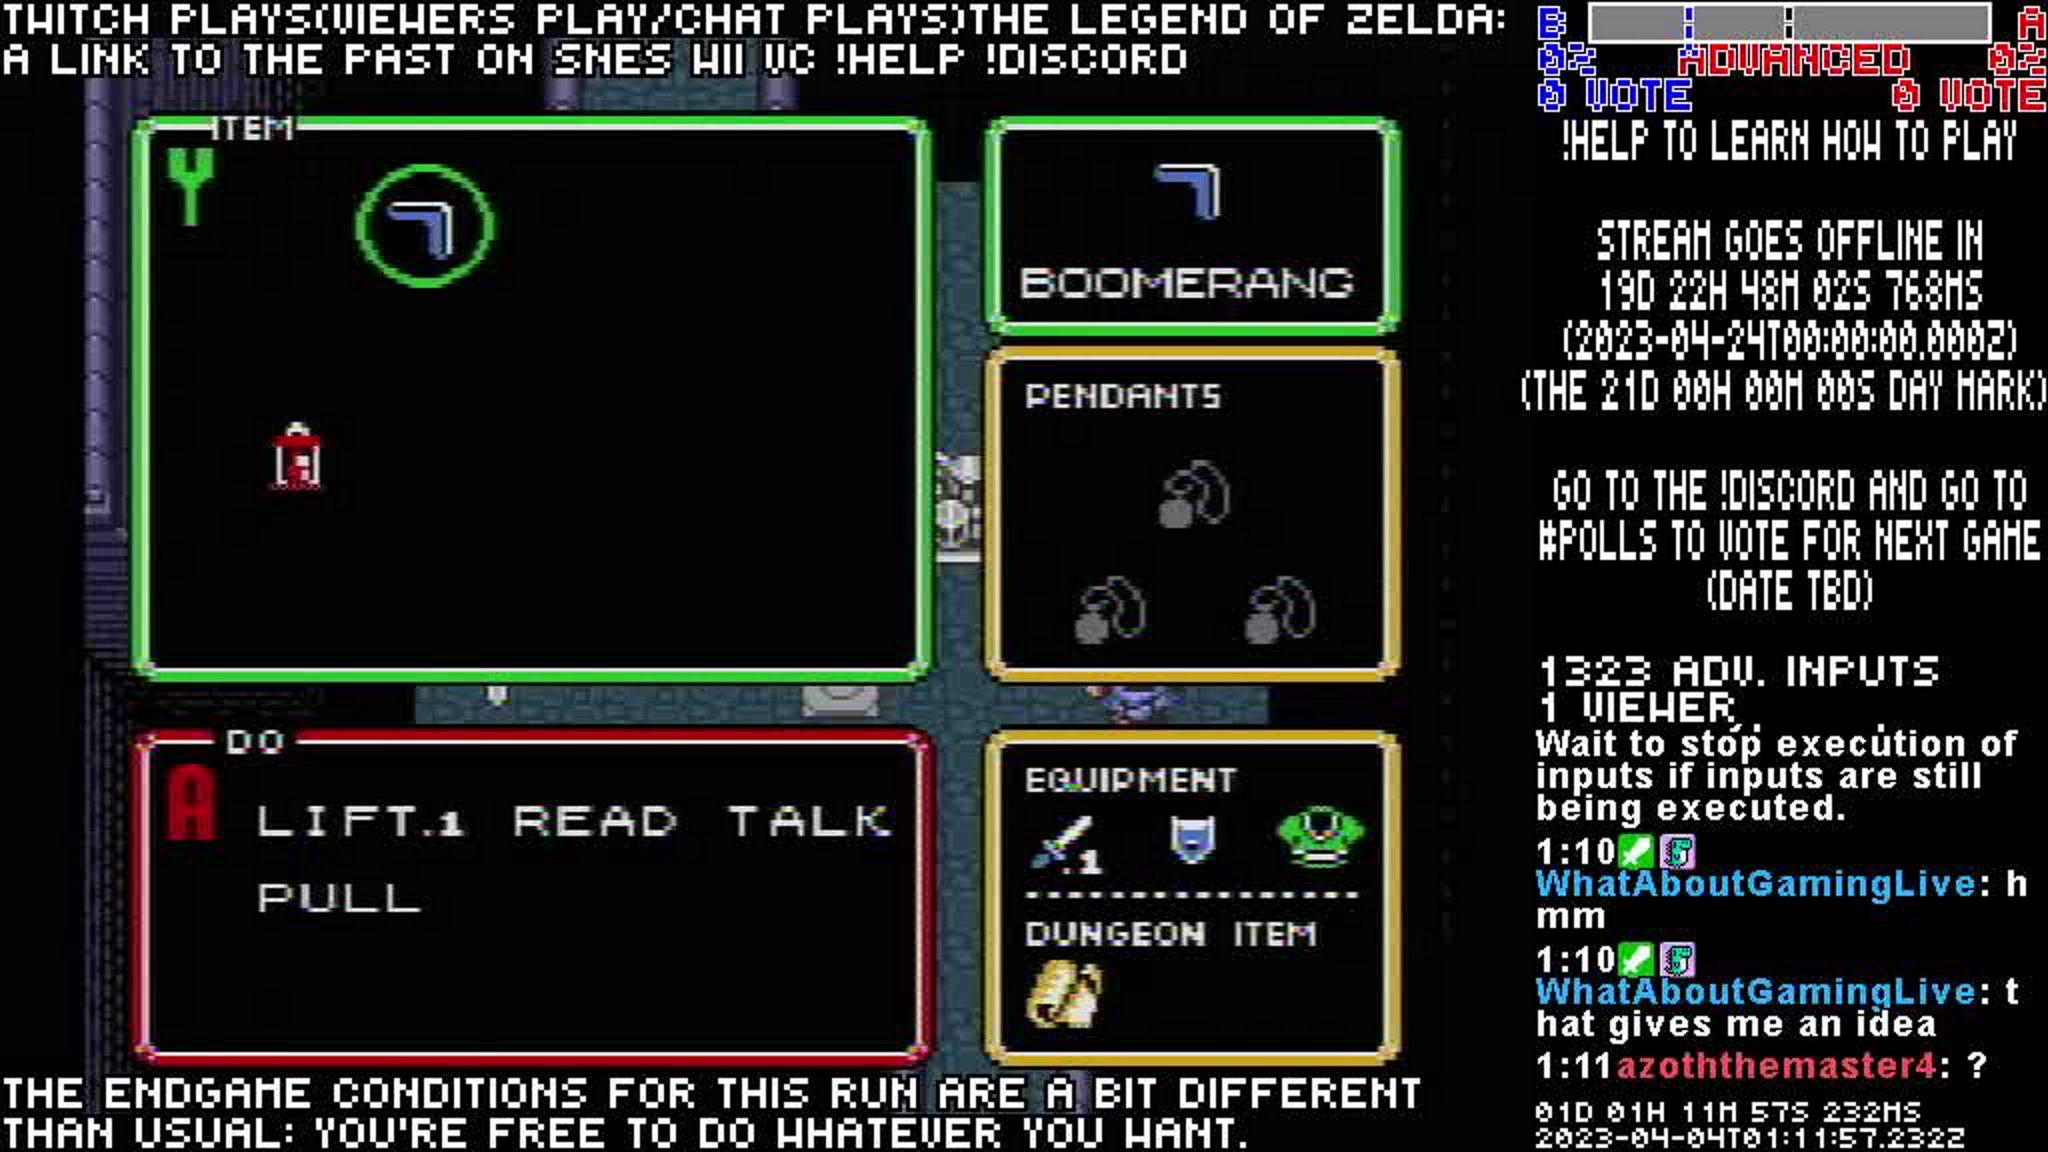 TWITCH PLAYS(VIEWERS PLAY/CHAT PLAYS)THE LEGEND OF ZELDA:
A LINK TO THE PAST ON SNES WII VC !HELP !DISCORD
B A
0% ADVANCED 0%
0 VOTE 0 VOTE
!HELP TO LEARN HOW TO PLAY
STREAM GOES OFFLINE IN
19D 22H 48M 02S 768MS
(2023-04-24T00:00:00.000Z)
(THE 21D 00H 00M 00S DAY MARK)
GO TO THE !DISCORD AND GO TO
#POLLS TO VOTE FOR NEXT GAME
(DATE TBD)
1323 ADV. INPUTS
1 VIEWER
Wait to stop execution of
inputs if inputs are still
being executed.
1:10
WhatAboutGamingLive: h
mm
1:10
WhatAboutGamingLive: t
hat gives me an idea
1:11 azoththemaster4: ?
01D 01H 11M 57S 232MS
2023-04-04T01:11:57.232Z
ITEM
Y
BOOMERANG
PENDANTS
DO
A
LIFT.1 READ TALK
PULL
EQUIPMENT
.1
DUNGEON ITEM
THE ENDGAME CONDITIONS FOR THIS RUN ARE A BIT DIFFERENT
THAN USUAL: YOU'RE FREE TO DO WHATEVER YOU WANT.